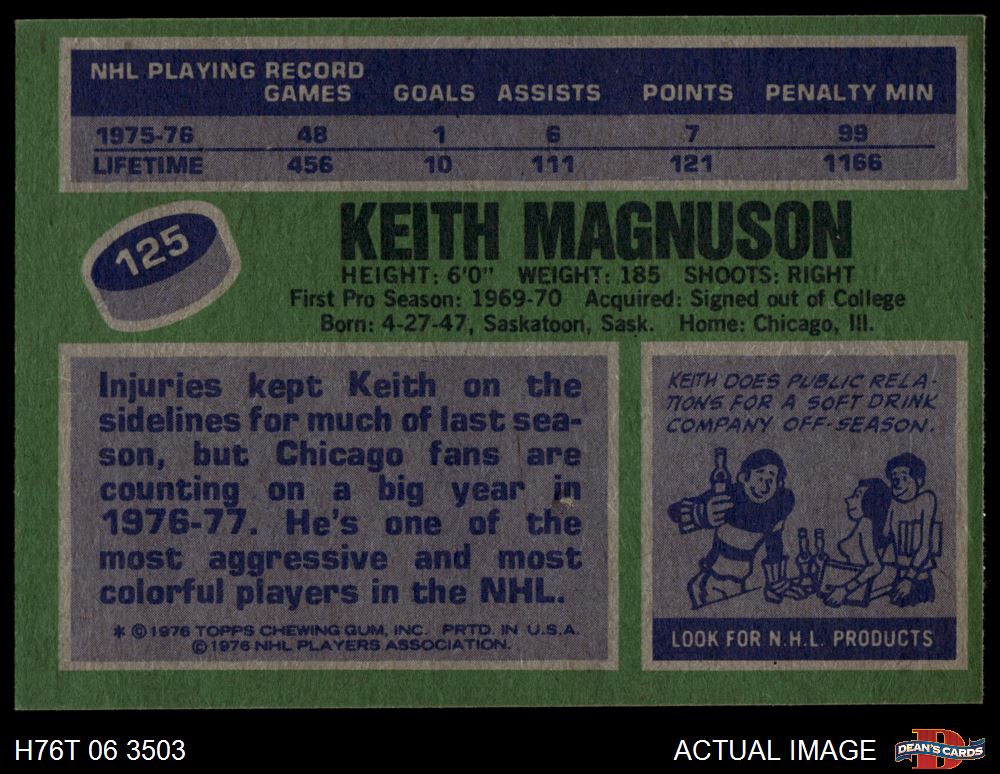 NHL PLAYING RECORD
GAMES GOALS ASSISTS POINTS PENALTY MIN
1975-76 48 1 6 7 99
LIFETIME 456 10 111 121 1166
125
KEITH MAGNUSON
HEIGHT: 6'0" WEIGHT: 185 SHOOTS: RIGHT
First Pro Season: 1969-70 Acquired: Signed out of College
Born: 4-27-47, Saskatoon, Sask. Home: Chicago, Ill.
Injuries kept Keith on the
sidelines for much of last sea-
son, but Chicago fans are
counting on a big year in
1976-77. He's one of the
most aggressive and most
colorful players in the NHL.
* © 1976 TOPPS CHEWING GUM, INC. PRTD. IN U.S.A.
© 1976 NHL PLAYERS ASSOCIATION.
KEITH DOES PUBLIC RELA-
TIONS FOR A SOFT DRINK
COMPANY OFF-SEASON.
LOOK FOR N.H.L. PRODUCTS
H76T 06 3503
ACTUAL IMAGE
D
DEAN'S CARDS